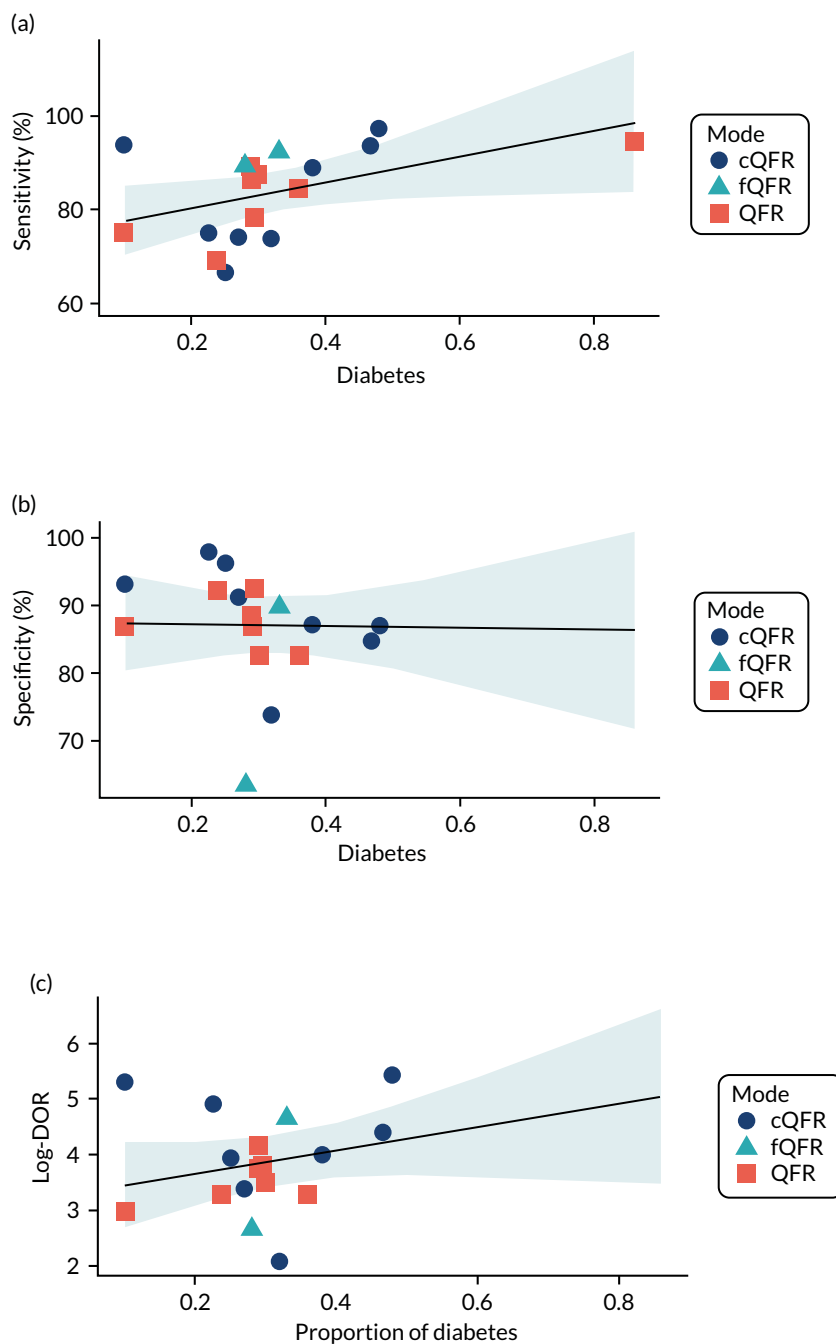 (a)
100
80
60
Sensitivity (%)
0.2 0.4 0.6 0.8
Diabetes
Mode
cQFR
fQFR
QFR
(b)
100
90
80
70
Specificity (%)
0.2 0.4 0.6 0.8
Diabetes
Mode
cQFR
fQFR
QFR
(c)
6
5
4
3
2
Log-DOR
0.2 0.4 0.6 0.8
Proportion of diabetes
Mode
cQFR
fQFR
QFR